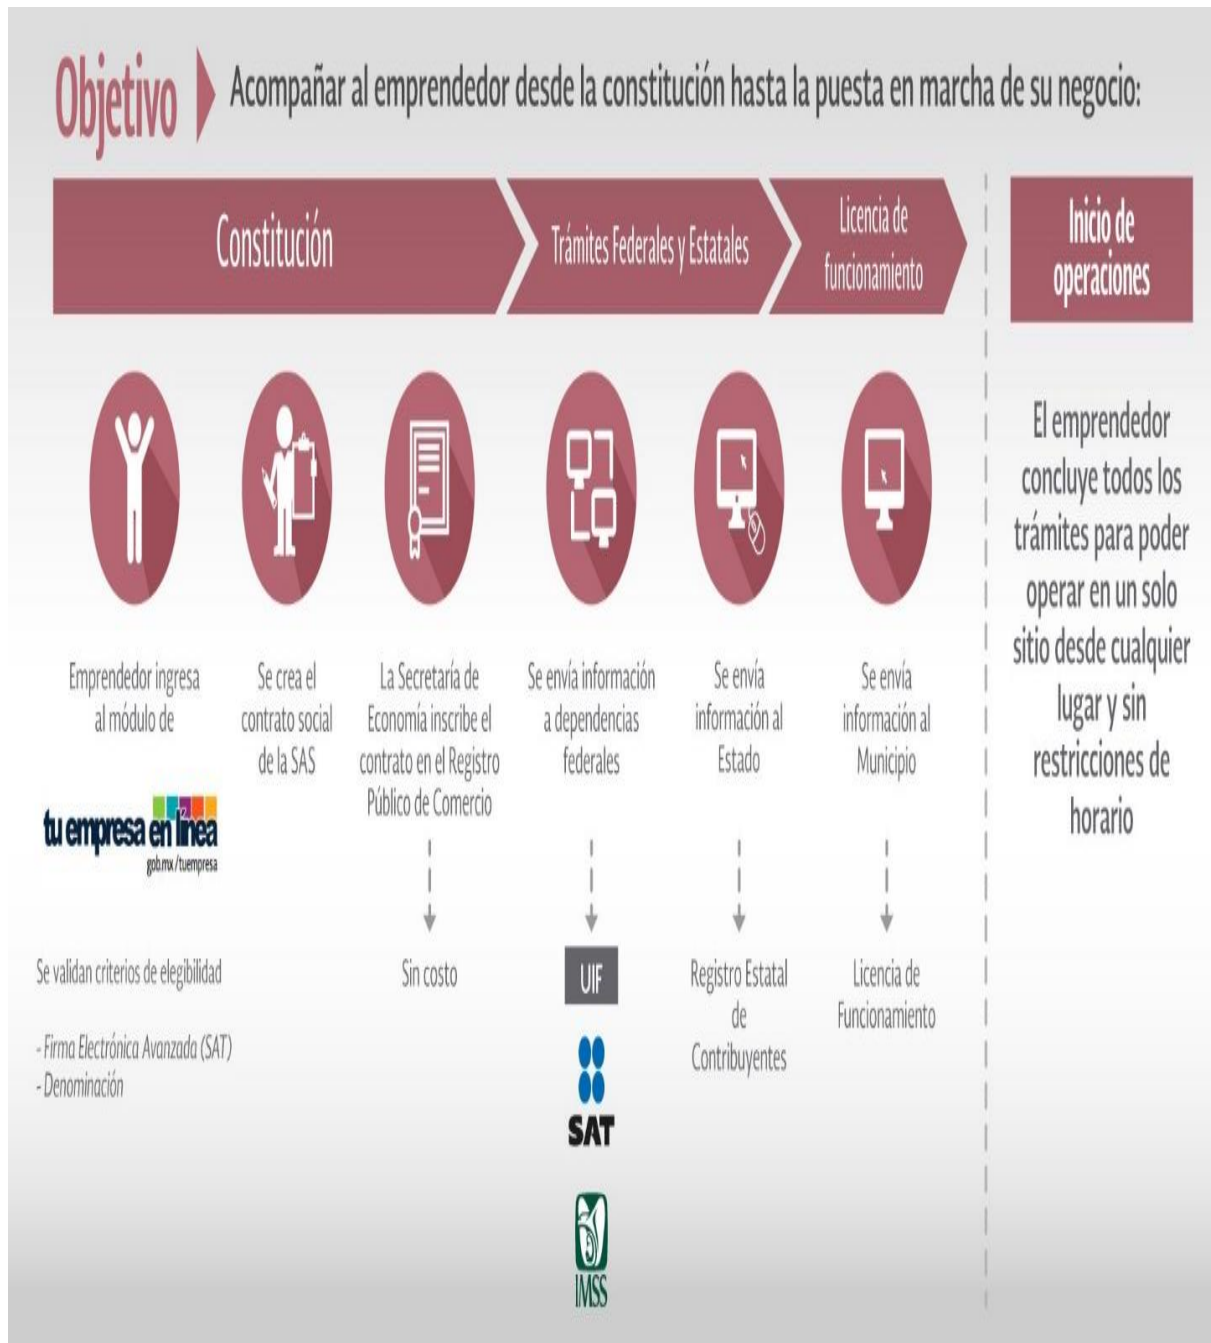 Objetivo
Acompañar al emprendedor desde la constitución hasta la puesta en marcha de su negocio:
Constitución
Trámites Federales y Estatales
Licencia de
funcionamiento
Inicio de
operaciones
Emprendedor ingresa
al módulo de
tu empresa en línea
gob.mx/tuempresa
Se validan criterios de elegibilidad
- Firma Electrónica Avanzada (SAT)
- Denominación
Se crea el
contrato social
de la SAS
La Secretaría de
Economía inscribe el
contrato en el Registro
Público de Comercio
Sin costo
Se envía información
a dependencias
federales
UIF
SAT
IMSS
Se envía
información al
Estado
Registro Estatal
de
Contribuyentes
Se envía
información al
Municipio
Licencia de
Funcionamiento
El emprendedor
concluye todos los
trámites para poder
operar en un solo
sitio desde cualquier
lugar y sin
restricciones de
horario